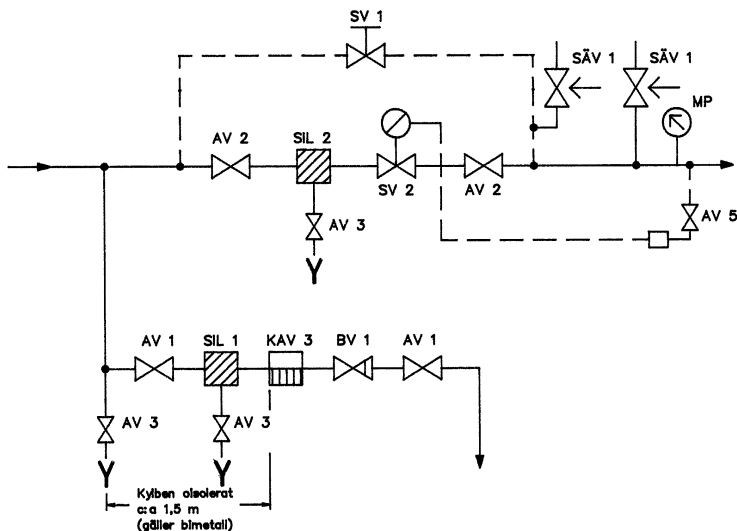 SV 1
SÄV 1
SÄV 1
MP
AV 2
SIL 2
SV 2
AV 2
AV 3
AV 5
AV 1
SIL 1
KAV 3
BV 1
AV 1
AV 3
AV 3
Kylben oisolerat
c:a 1,5 m
(gäller bimetall)